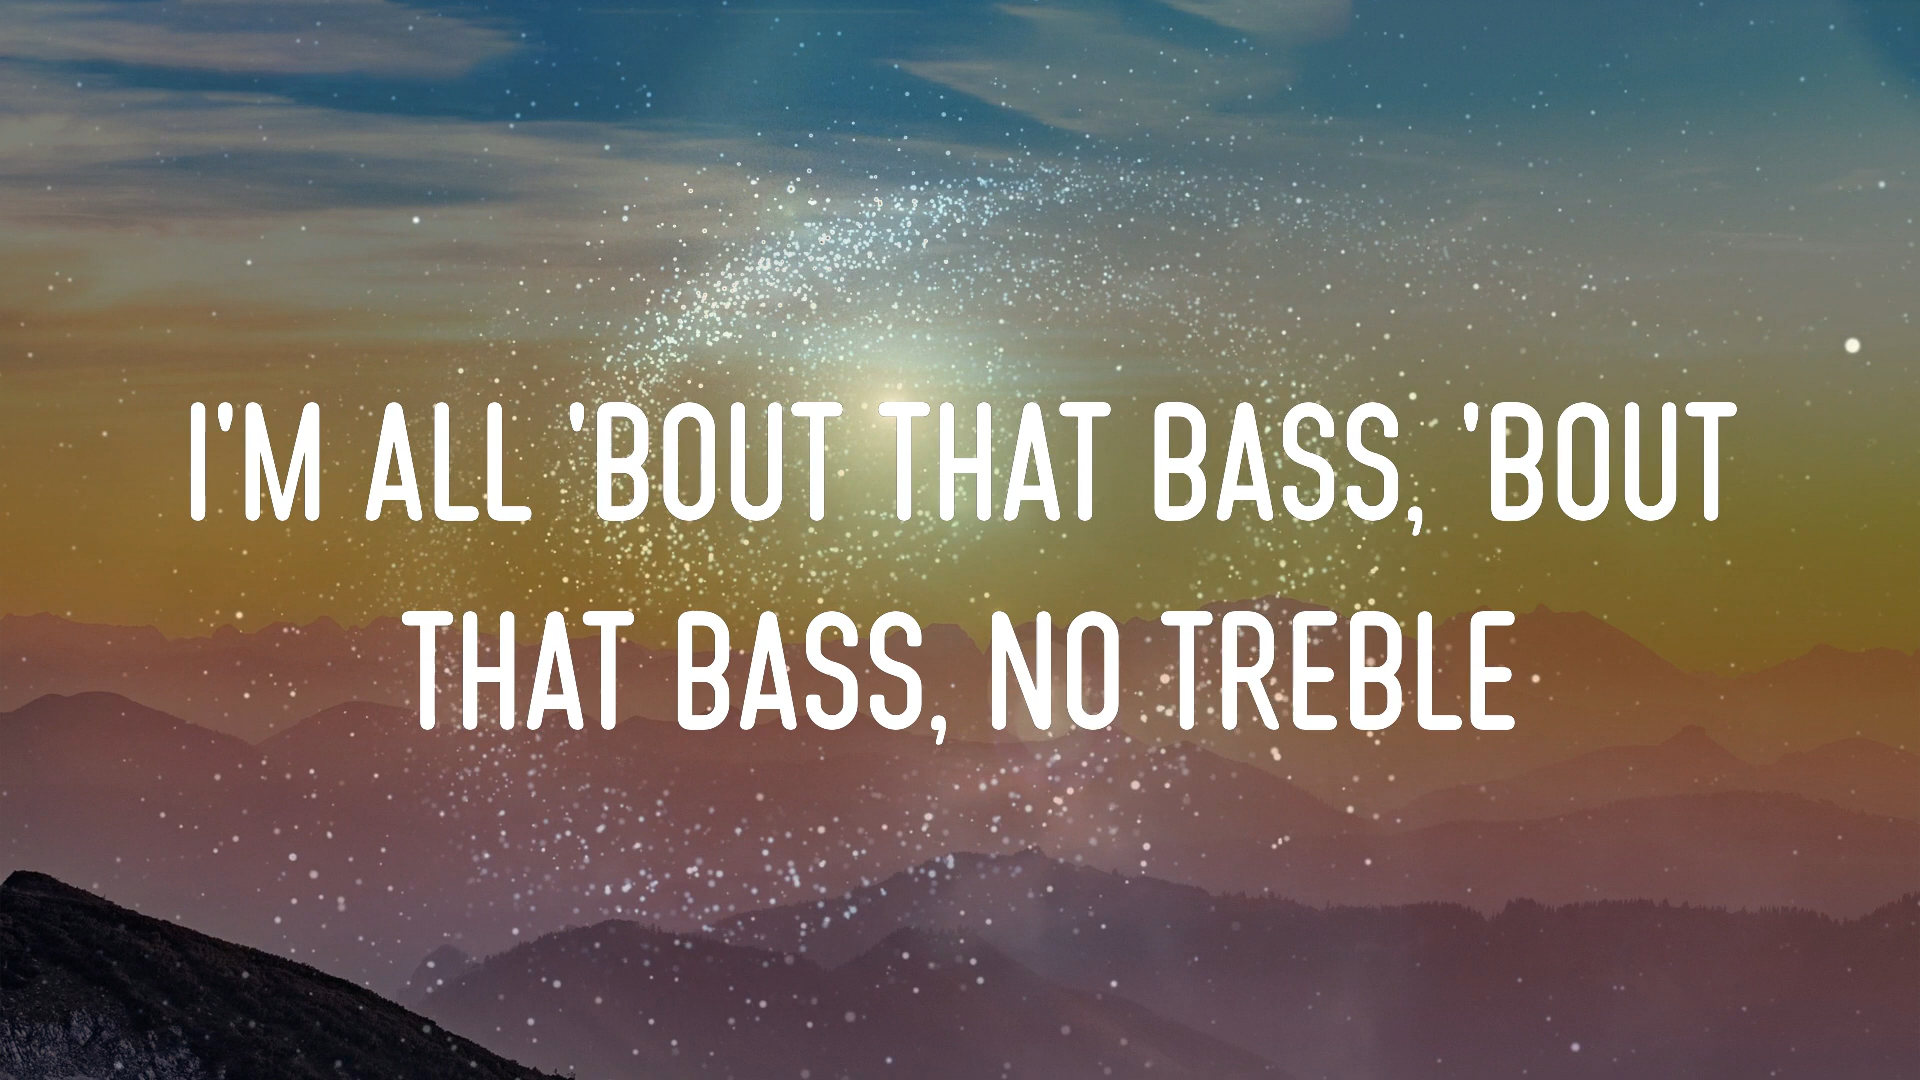 I'M ALL 'BOUT THAT BASS, 'BOUT
THAT BASS, NO TREBLE